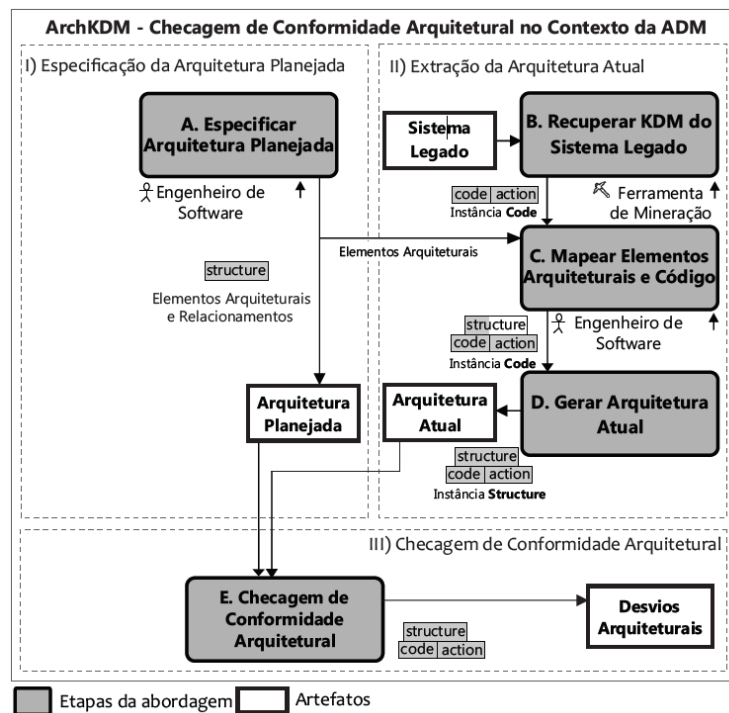 ArchKDM - Checagem de Conformidade Arquitetural no Contexto da ADM
I) Especificação da Arquitetura Planejada
A. Especificar
Arquitetura Planejada
Engenheiro de
Software
structure
Elementos Arquiteturais
e Relacionamentos
Elementos Arquiteturais
Arquitetura
Planejada
II) Extração da Arquitetura Atual
Sistema
Legado
B. Recuperar KDM do
Sistema Legado
code action
Instância Code
Ferramenta
de Mineração
C. Mapear Elementos
Arquiteturais e Código
structure
code action
Instância Code
Engenheiro de
Software
D. Gerar Arquitetura
Atual
Arquitetura
Atual
structure
code action
Instância Structure
III) Checagem de Conformidade Arquitetural
E. Checagem de
Conformidade
Arquitetural
structure
code action
Desvios
Arquiteturais
Etapas da abordagem
Artefatos